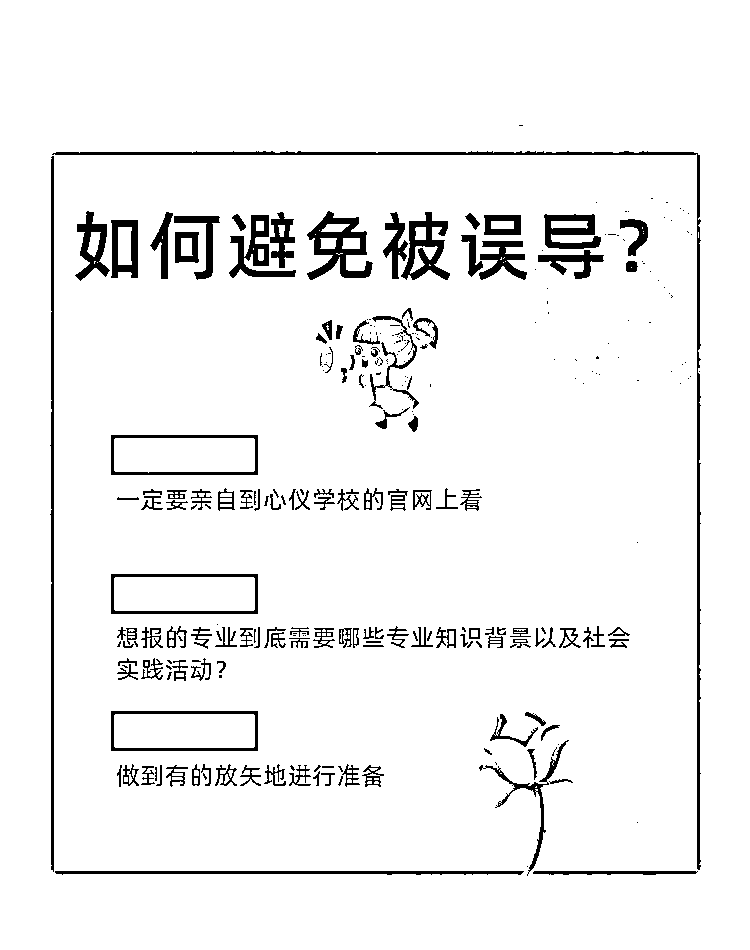 如何避免被误导？
一定要亲自到心仪学校的官网上看
想报的专业到底需要哪些专业知识背景以及社会
实践活动？
做到有的放矢地进行准备